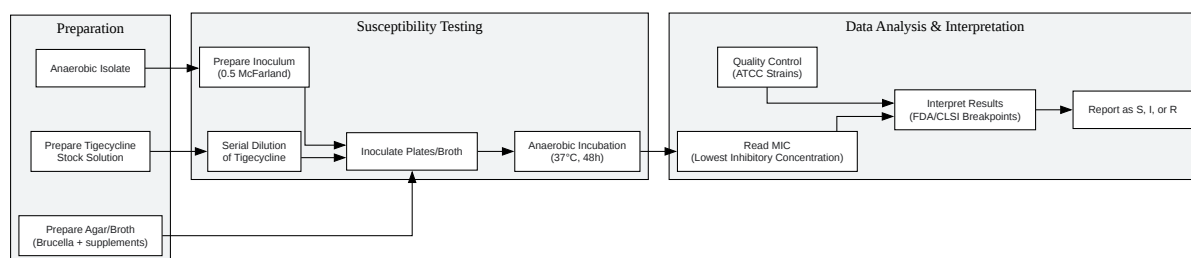 Preparation
Anaerobic Isolate
Prepare Tigecycline
Stock Solution
Prepare Agar/Broth
(Brucella + supplements)
Susceptibility Testing
Prepare Inoculum
(0.5 McFarland)
Serial Dilution
of Tigecycline
Inoculate Plates/Broth
Anaerobic Incubation
(37°C, 48h)
Data Analysis & Interpretation
Quality Control
(ATCC Strains)
Read MIC
(Lowest Inhibitory Concentration)
Interpret Results
(FDA/CLSI Breakpoints)
Report as S, I, or R